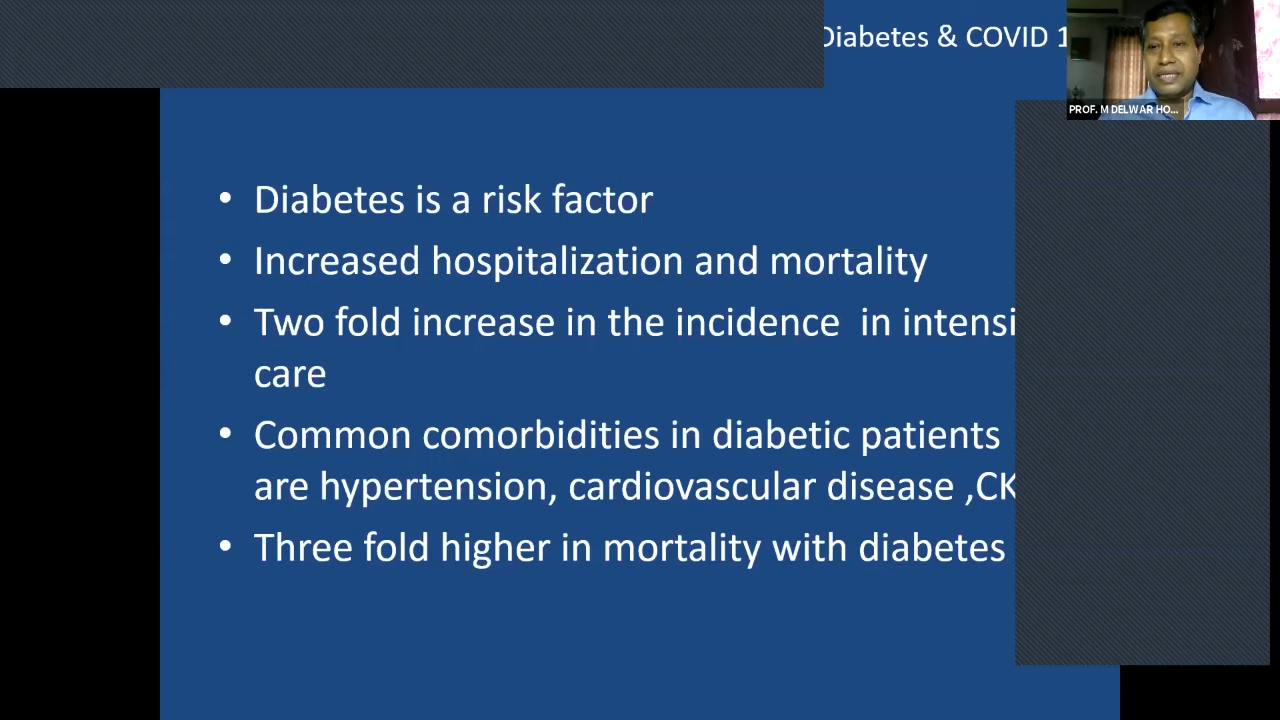 Diabetes & COVID 1
PROF. M DELWAR HO...
• Diabetes is a risk factor
• Increased hospitalization and mortality
• Two fold increase in the incidence in intensi
care
• Common comorbidities in diabetic patients
are hypertension, cardiovascular disease ,CK
• Three fold higher in mortality with diabetes